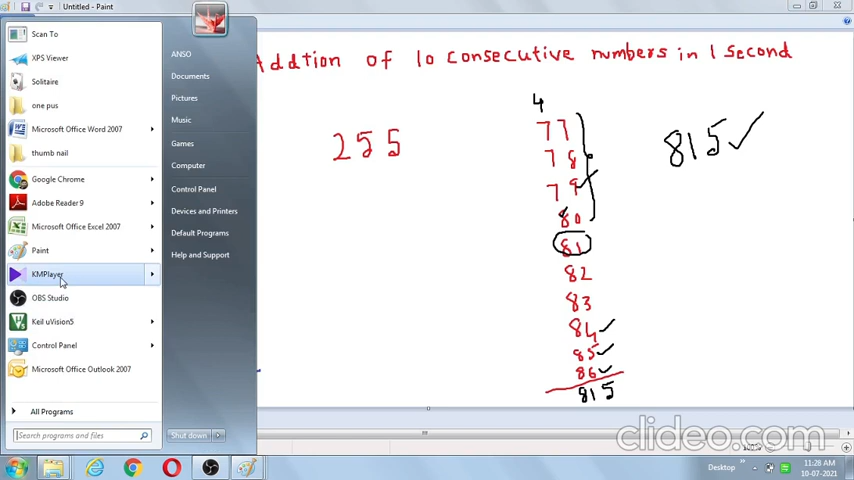 Untitled - Paint
Scan To
XPS Viewer
Solitaire
one pus
Microsoft Office Word 2007
thumb nail
Google Chrome
Adobe Reader 9
Microsoft Office Excel 2007
Paint
KMPlayer
OBS Studio
Keil uVision5
Control Panel
Microsoft Office Outlook 2007
All Programs
Search programs and files
ANSO
Documents
Pictures
Music
Games
Computer
Control Panel
Devices and Printers
Default Programs
Help and Support
Shut down
Addtion of 10 consecutive numbers in 1 second
255
4
77
78
79
80
81
82
83
84
85
86
815
815
clideo.com
100%
Desktop
11:28 AM
10-07-2021